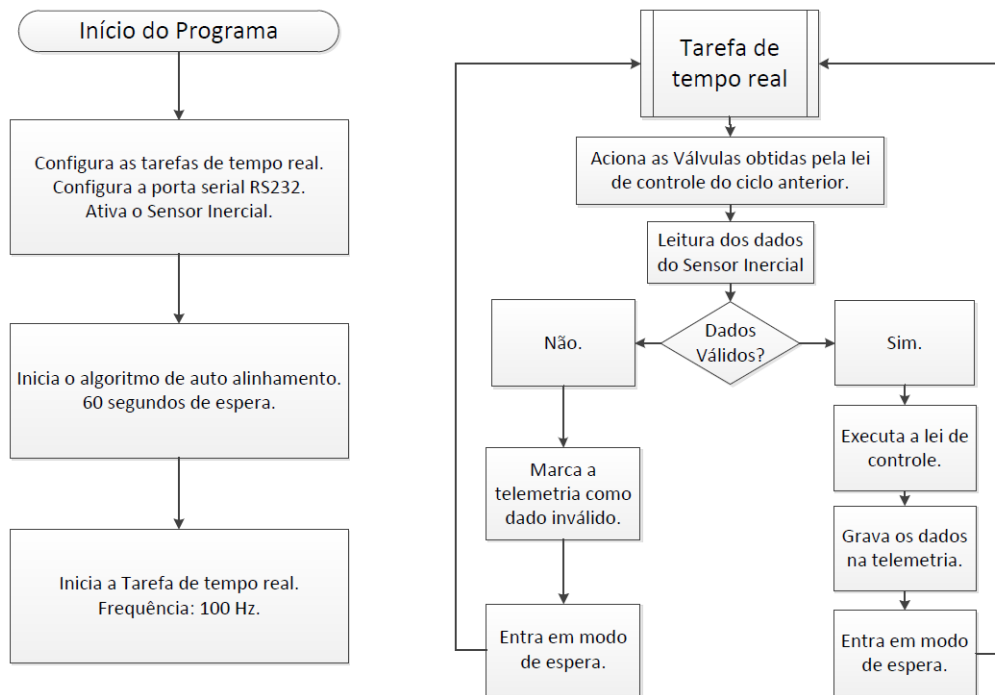 Início do Programa
Configura as tarefas de tempo real.
Configura a porta serial RS232.
Ativa o Sensor Inercial.
Inicia o algoritmo de auto alinhamento.
60 segundos de espera.
Inicia a Tarefa de tempo real.
Frequência: 100 Hz.
Tarefa de
tempo real
Aciona as Válvulas obtidas pela lei
de controle do ciclo anterior.
Leitura dos dados
do Sensor Inercial
Dados
Válidos?
Não.
Marca a
telemetria como
dado inválido.
Entra em modo
de espera.
Sim.
Executa a lei de
controle.
Grava os dados
na telemetria.
Entra em modo
de espera.